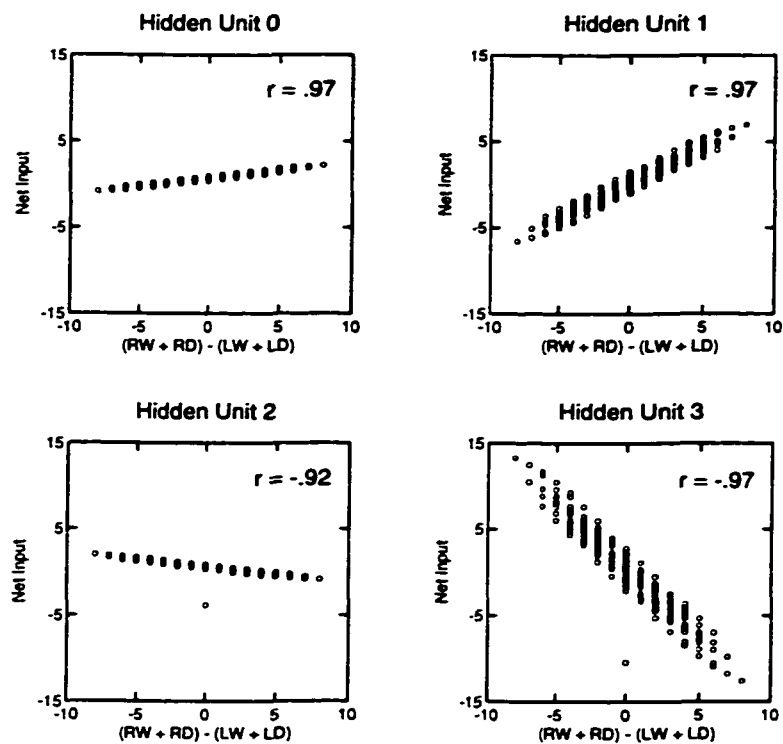 Hidden Unit 0
Hidden Unit 1
15
5
-5
-15
Net Input
r = .97
-10 -5 0 5 10
(RW + RD) - (LW + LD)
15
5
-5
-15
Net Input
r = .97
-10 -5 0 5 10
(RW + RD) - (LW + LD)
Hidden Unit 2
Hidden Unit 3
15
5
-5
-15
Net Input
r = -.92
-10 -5 0 5 10
(RW + RD) - (LW + LD)
15
5
-5
-15
Net Input
r = -.97
-10 -5 0 5 10
(RW + RD) - (LW + LD)